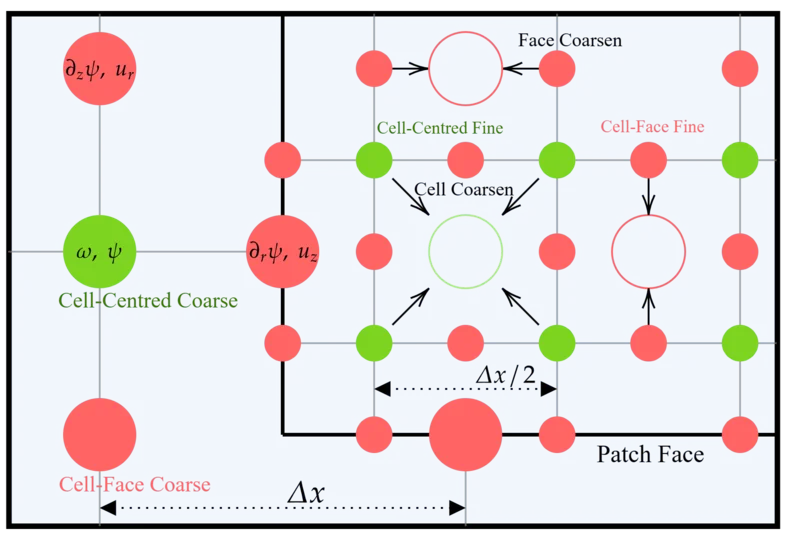 Face Coarsen
∂zψ, ur
Cell-Centred Fine
Cell-Face Fine
Cell Coarsen
ω, ψ
∂rψ, uz
Cell-Centred Coarse
Δx/2
Patch Face
Cell-Face Coarse
Δx